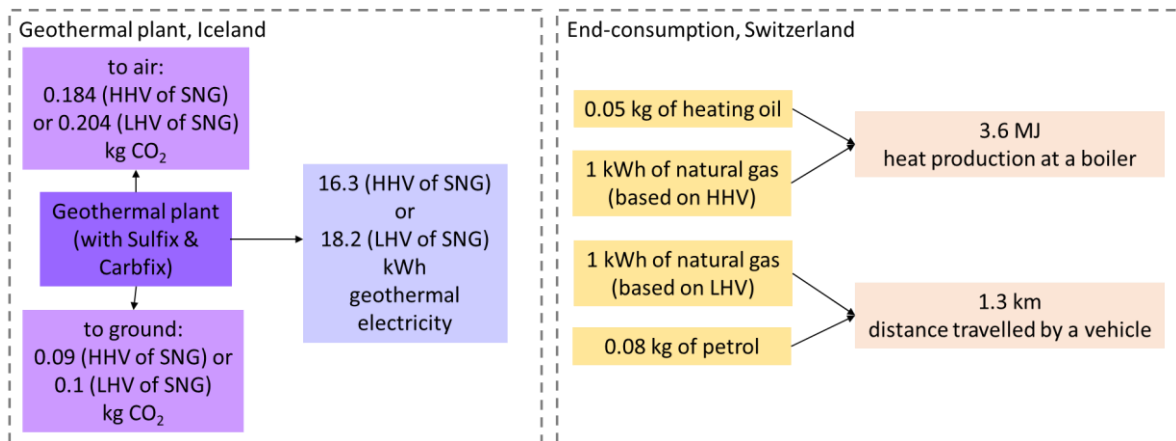 Geothermal plant, Iceland
to air:
0.184 (HHV of SNG)
or 0.204 (LHV of SNG)
kg CO₂
Geothermal plant
(with Sulfix &
Carbfix)
to ground:
0.09 (HHV of SNG) or
0.1 (LHV of SNG)
kg CO₂
16.3 (HHV of SNG)
or
18.2 (LHV of SNG)
kWh
geothermal
electricity
End-consumption, Switzerland
0.05 kg of heating oil
1 kWh of natural gas
(based on HHV)
3.6 MJ
heat production at a boiler
1 kWh of natural gas
(based on LHV)
0.08 kg of petrol
1.3 km
distance travelled by a vehicle